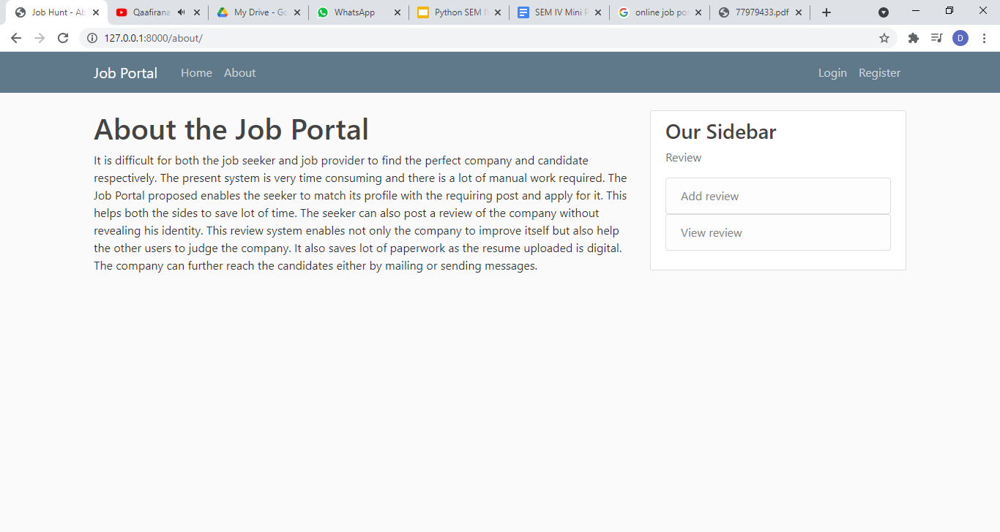 Job Hunt - Ab
Qaafirana
My Drive - Go
WhatsApp
Python SEM I
SEM IV Mini P
online job por
77979433.pdf
127.0.0.1:8000/about/
D
Job Portal Home About Login Register
About the Job Portal
It is difficult for both the job seeker and job provider to find the perfect company and candidate
respectively. The present system is very time consuming and there is a lot of manual work required. The
Job Portal proposed enables the seeker to match its profile with the requiring post and apply for it. This
helps both the sides to save lot of time. The seeker can also post a review of the company without
revealing his identity. This review system enables not only the company to improve itself but also help
the other users to judge the company. It also saves lot of paperwork as the resume uploaded is digital.
The company can further reach the candidates either by mailing or sending messages.
Our Sidebar
Review
Add review
View review